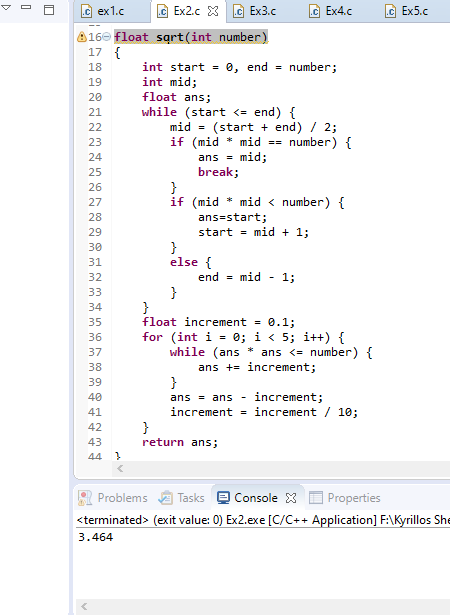 ex1.c Ex2.c Ex3.c Ex4.c Ex5.c
16 float sqrt(int number)
17 {
18 int start = 0, end = number;
19 int mid;
20 float ans;
21 while (start <= end) {
22 mid = (start + end) / 2;
23 if (mid * mid == number) {
24 ans = mid;
25 break;
26 }
27 if (mid * mid < number) {
28 ans=start;
29 start = mid + 1;
30 }
31 else {
32 end = mid - 1;
33 }
34 }
35 float increment = 0.1;
36 for (int i = 0; i < 5; i++) {
37 while (ans * ans <= number) {
38 ans += increment;
39 }
40 ans = ans - increment;
41 increment = increment / 10;
42 }
43 return ans;
44 }
Problems Tasks Console Properties
<terminated> (exit value: 0) Ex2.exe [C/C++ Application] F:\Kyrillos She
3.464